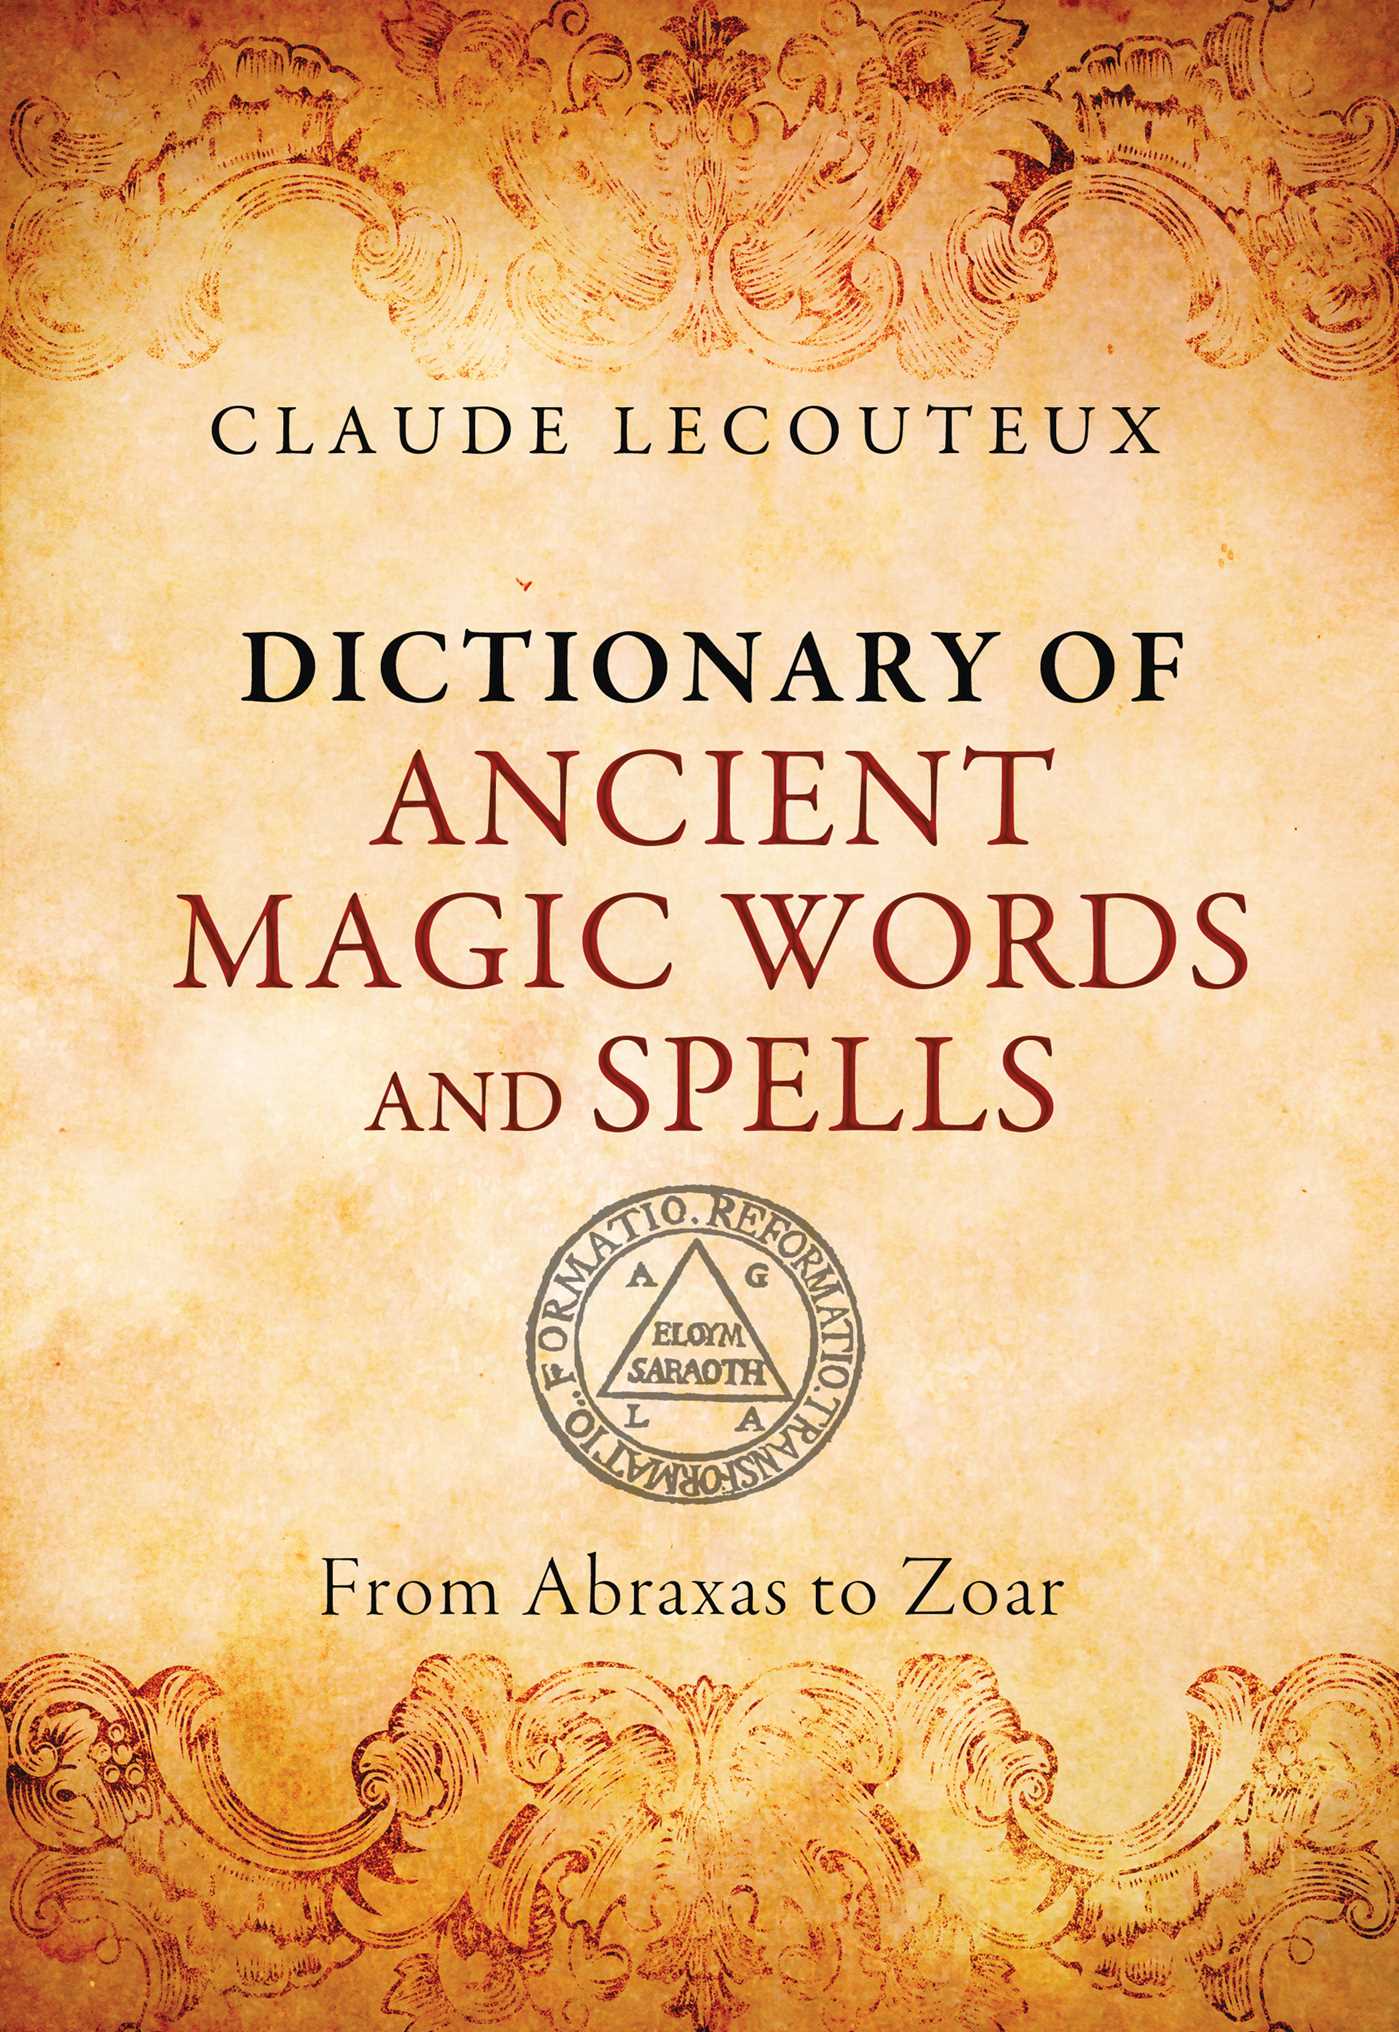 CLAUDE LECOUTEUX
DICTIONARY OF
ANCIENT
MAGIC WORDS
AND SPELLS
FORMATIO. REFORMATIO. TRANSFORMATIO..
A G
ELOYM
SARAOTH
L A
From Abraxas to Zoar